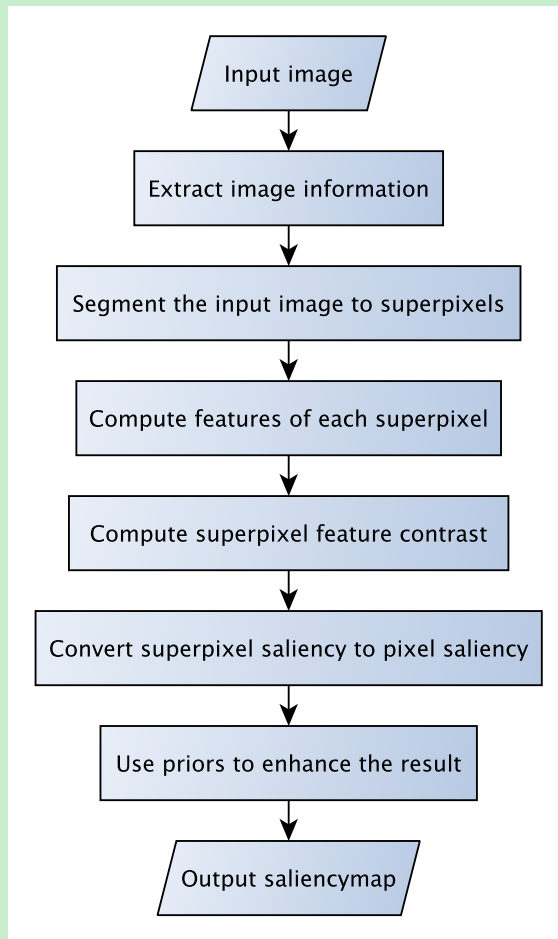 Input image
Extract image information
Segment the input image to superpixels
Compute features of each superpixel
Compute superpixel feature contrast
Convert superpixel saliency to pixel saliency
Use priors to enhance the result
Output saliencymap